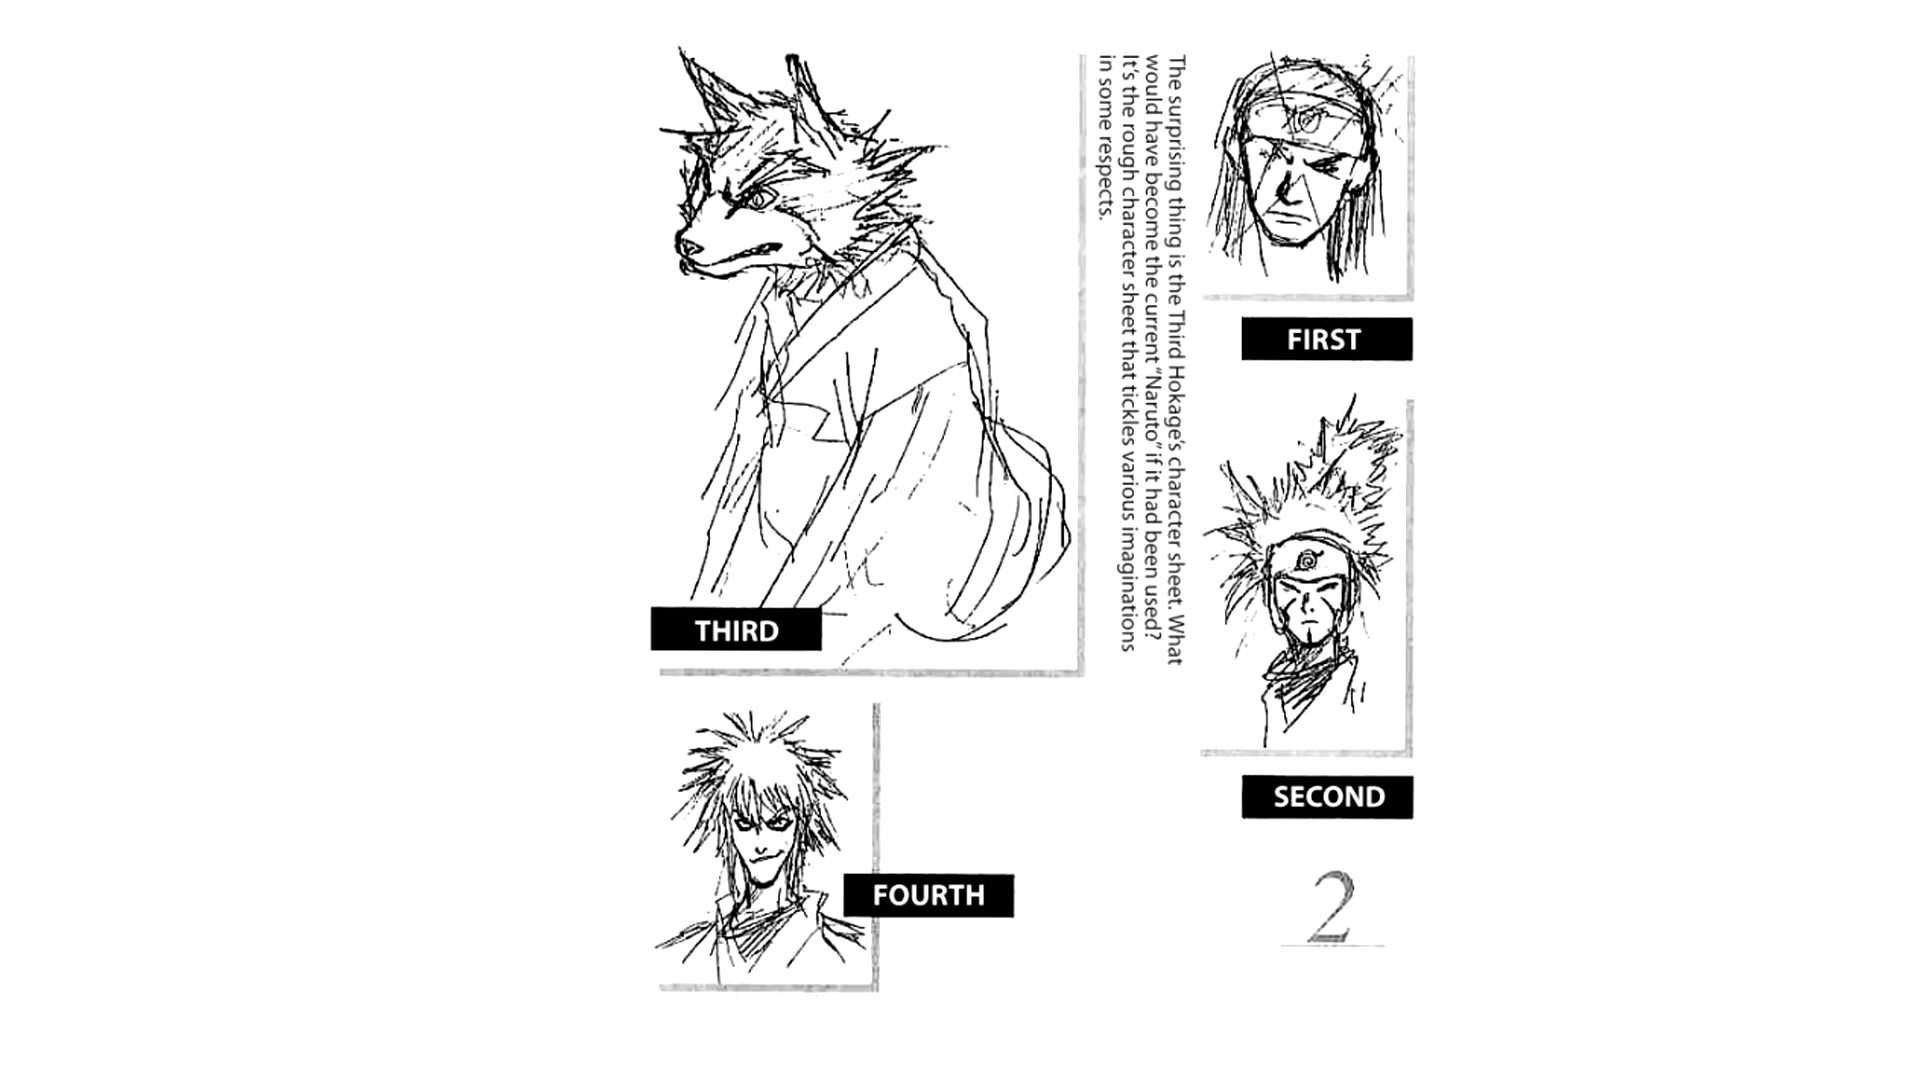 FIRST
SECOND
The surprising thing is the Third Hokage's character sheet. What
would have become the current "Naruto" if it had been used?
It's the rough character sheet that tickles various imaginations
in some respects.
THIRD
FOURTH
2